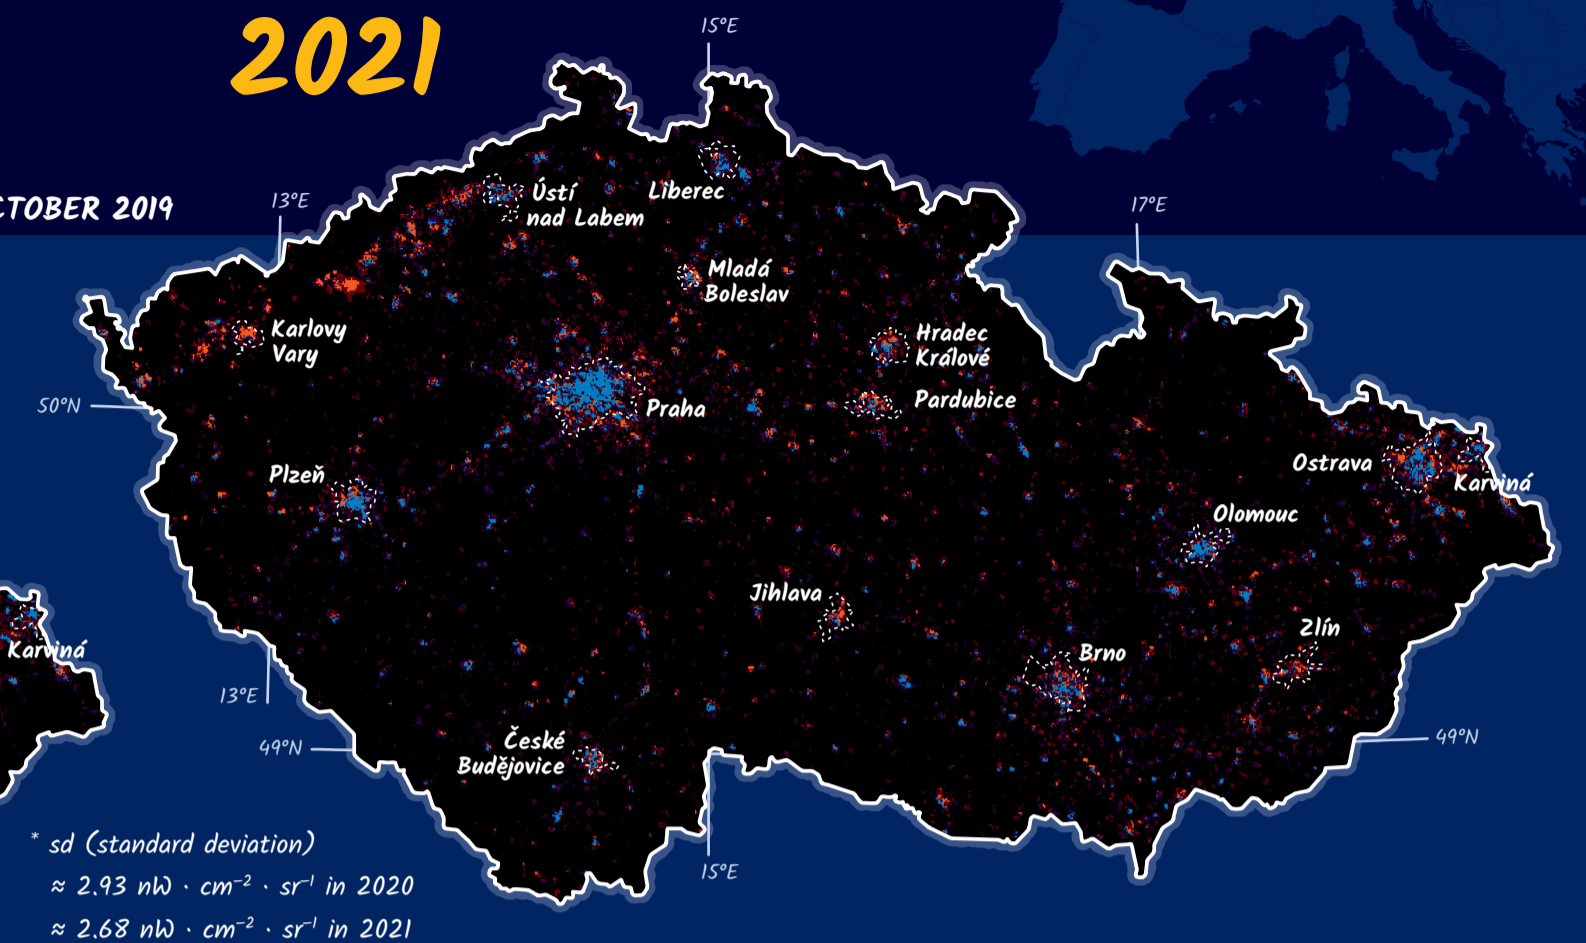 2021
15°E
CTOBER 2019
13°E
17°E
Ústí
nad Labem
Liberec
Mladá
Boleslav
Karlovy
Vary
Hradec
Králové
50°N
Praha
Pardubice
Plzeň
Ostrava
Karviná
Olomouc
Jihlava
Zlín
Karviná
Brno
13°E
49°N
České
Budějovice
49°N
15°E
* sd (standard deviation)
≈ 2.93 nW · cm⁻² · sr⁻¹ in 2020
≈ 2.68 nW · cm⁻² · sr⁻¹ in 2021